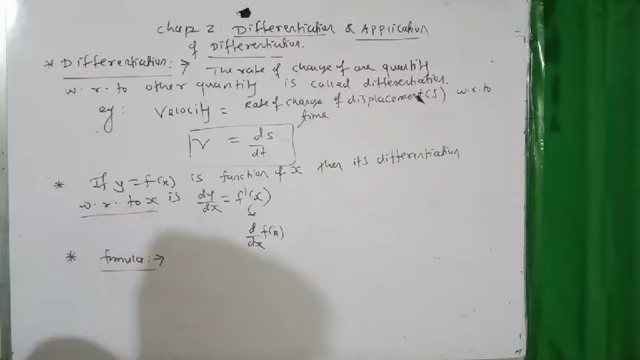 chap 2. Differentiation & APPlication
of Differentiation.
* Differentiation :→ The rate of change of one quantity
w.r.to other quantity is called differentiation.
eg: Velocity = Rate of change of displacement(S) w.r.to
time
V = ds/dt
* If y = f(x) is function of x then its differentiation
w.r.to x is dy/dx = f'(x)
d/dx f(x)
* formula :→